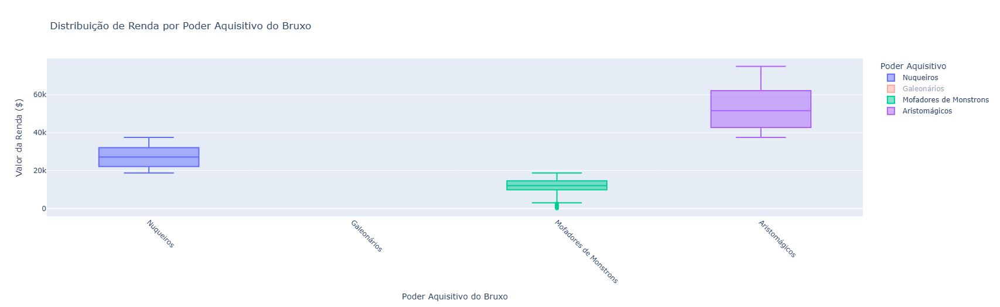 Distribuição de Renda por Poder Aquisitivo do Bruxo
Poder Aquisitivo
Nuqueiros
Galeonários
Mofadores de Monstrons
Aristomágicos
Valor da Renda ($)
60k
40k
20k
0
Nuqueiros
Galeonários
Mofadores de Monstrons
Aristomágicos
Poder Aquisitivo do Bruxo